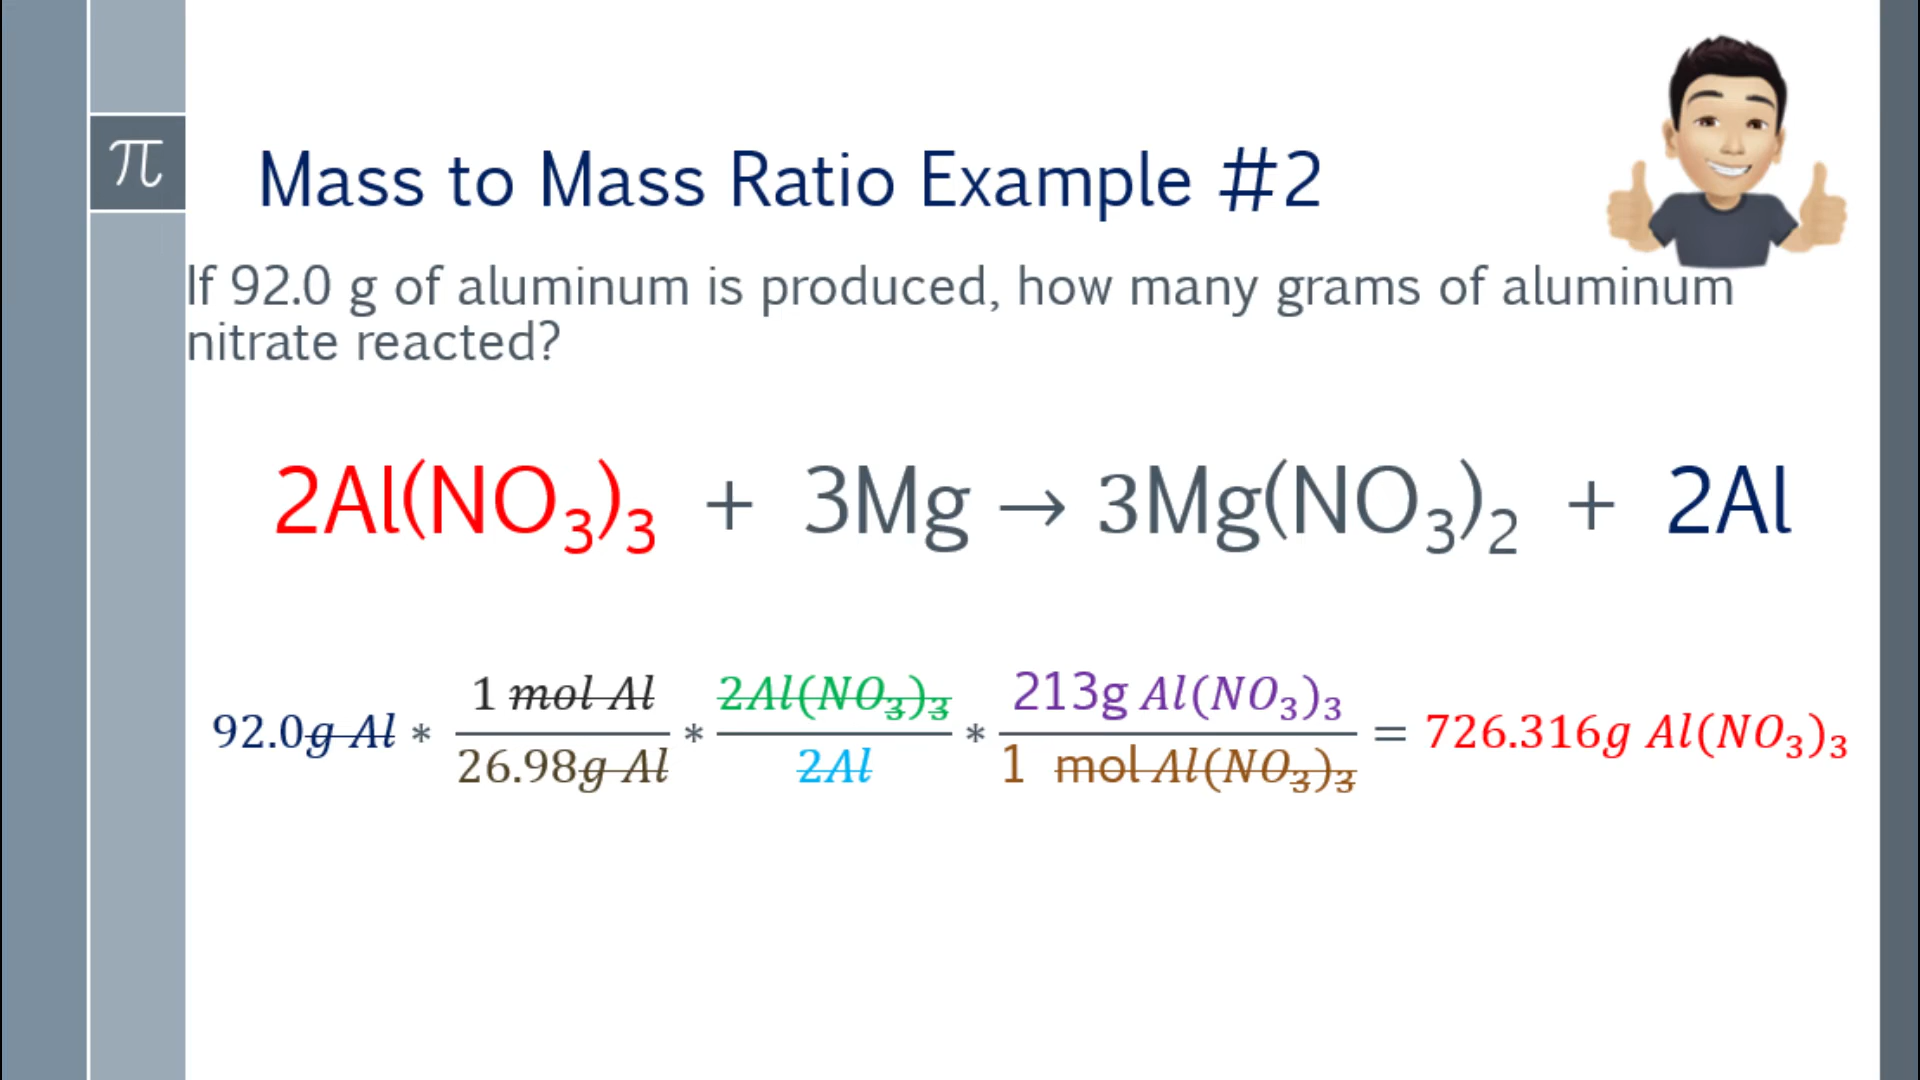 π
Mass to Mass Ratio Example #2
If 92.0 g of aluminum is produced, how many grams of aluminum
nitrate reacted?
2Al(NO₃)₃ + 3Mg → 3Mg(NO₃)₂ + 2Al
92.0g Al * 1 mol Al / 26.98g Al * 2Al(NO₃)₃ / 2Al * 213g Al(NO₃)₃ / 1 mol Al(NO₃)₃ = 726.316g Al(NO₃)₃